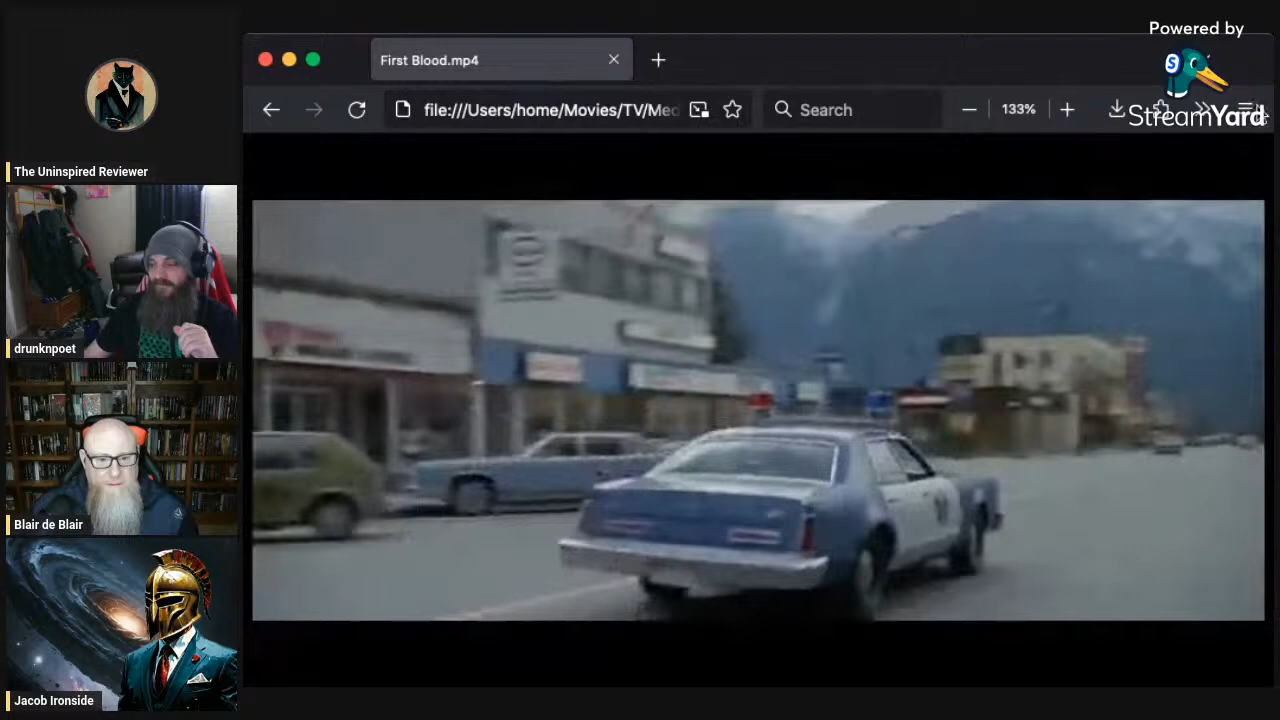 Powered by
StreamYard
First Blood.mp4
file:///Users/home/Movies/TV/Med
Search
133%
The Uninspired Reviewer
drunknpoet
Blair de Blair
Jacob Ironside